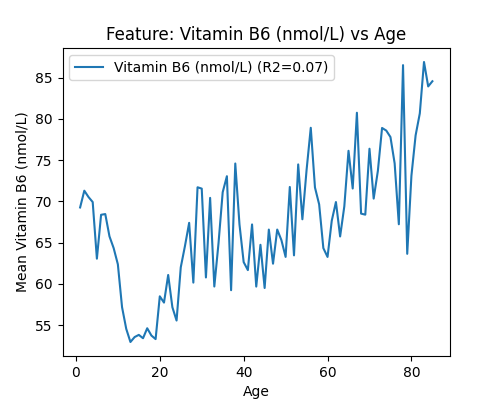 Feature: Vitamin B6 (nmol/L) vs Age
Vitamin B6 (nmol/L) (R2=0.07)
Mean Vitamin B6 (nmol/L)
85
80
75
70
65
60
55
0 20 40 60 80
Age